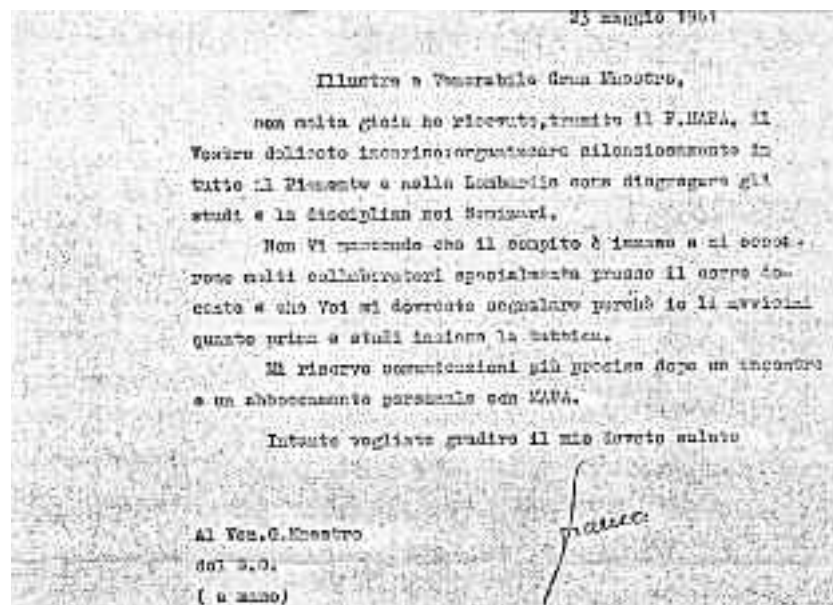 23 maggio 1961
Illustre e Venerabile Gran Maestro,
con molta gioia ho ricevuto,tramite il F.MAPA, il
Vostro delicato incarico:organizzare silenziosamente in
tutto il Piemonte e nella Lombardia come disgregare gli
studi e la disciplina nei Seminari.
Non Vi nascondo che il compito è immane e mi occor-
rono molti collaboratori specialmente presso il corpo do-
cente e che Voi mi dovreste segnalare perchè io li avvicini
quanto prima e studi insieme la tattica.
Mi riservo comunicazioni più precise dopo un incontro
e un abboccamento personale con MAPA.
Intanto vogliate gradire il mio devoto saluto
Franco
Al Ven.G.Maestro
del G.O.
( a mano)